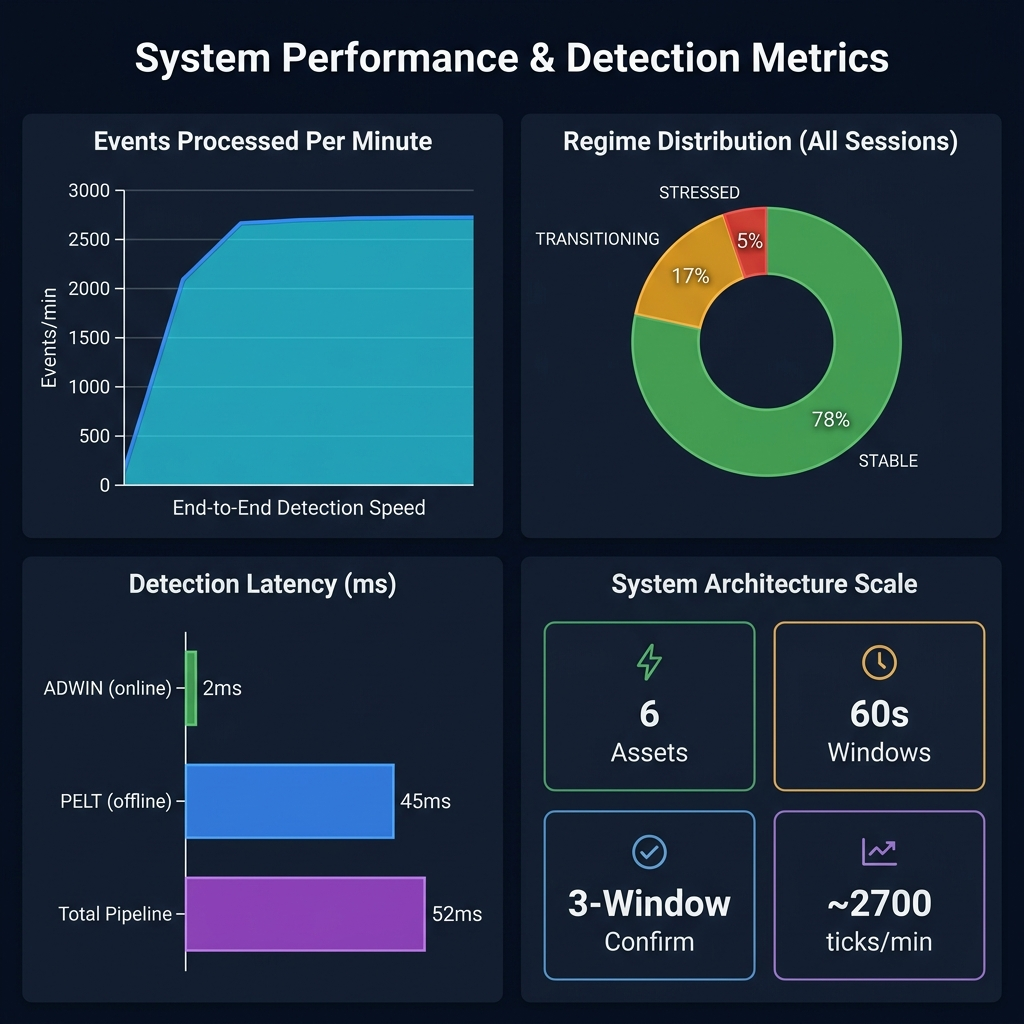 System Performance & Detection Metrics
Events Processed Per Minute
3000
2500
2000
1500
1000
500
0
Events/min
End-to-End Detection Speed
Regime Distribution (All Sessions)
STRESSED
TRANSITIONING
5%
17%
78%
STABLE
Detection Latency (ms)
ADWIN (online)
2ms
PELT (offline)
45ms
Total Pipeline
52ms
System Architecture Scale
6
Assets
60s
Windows
3-Window
Confirm
~2700
ticks/min